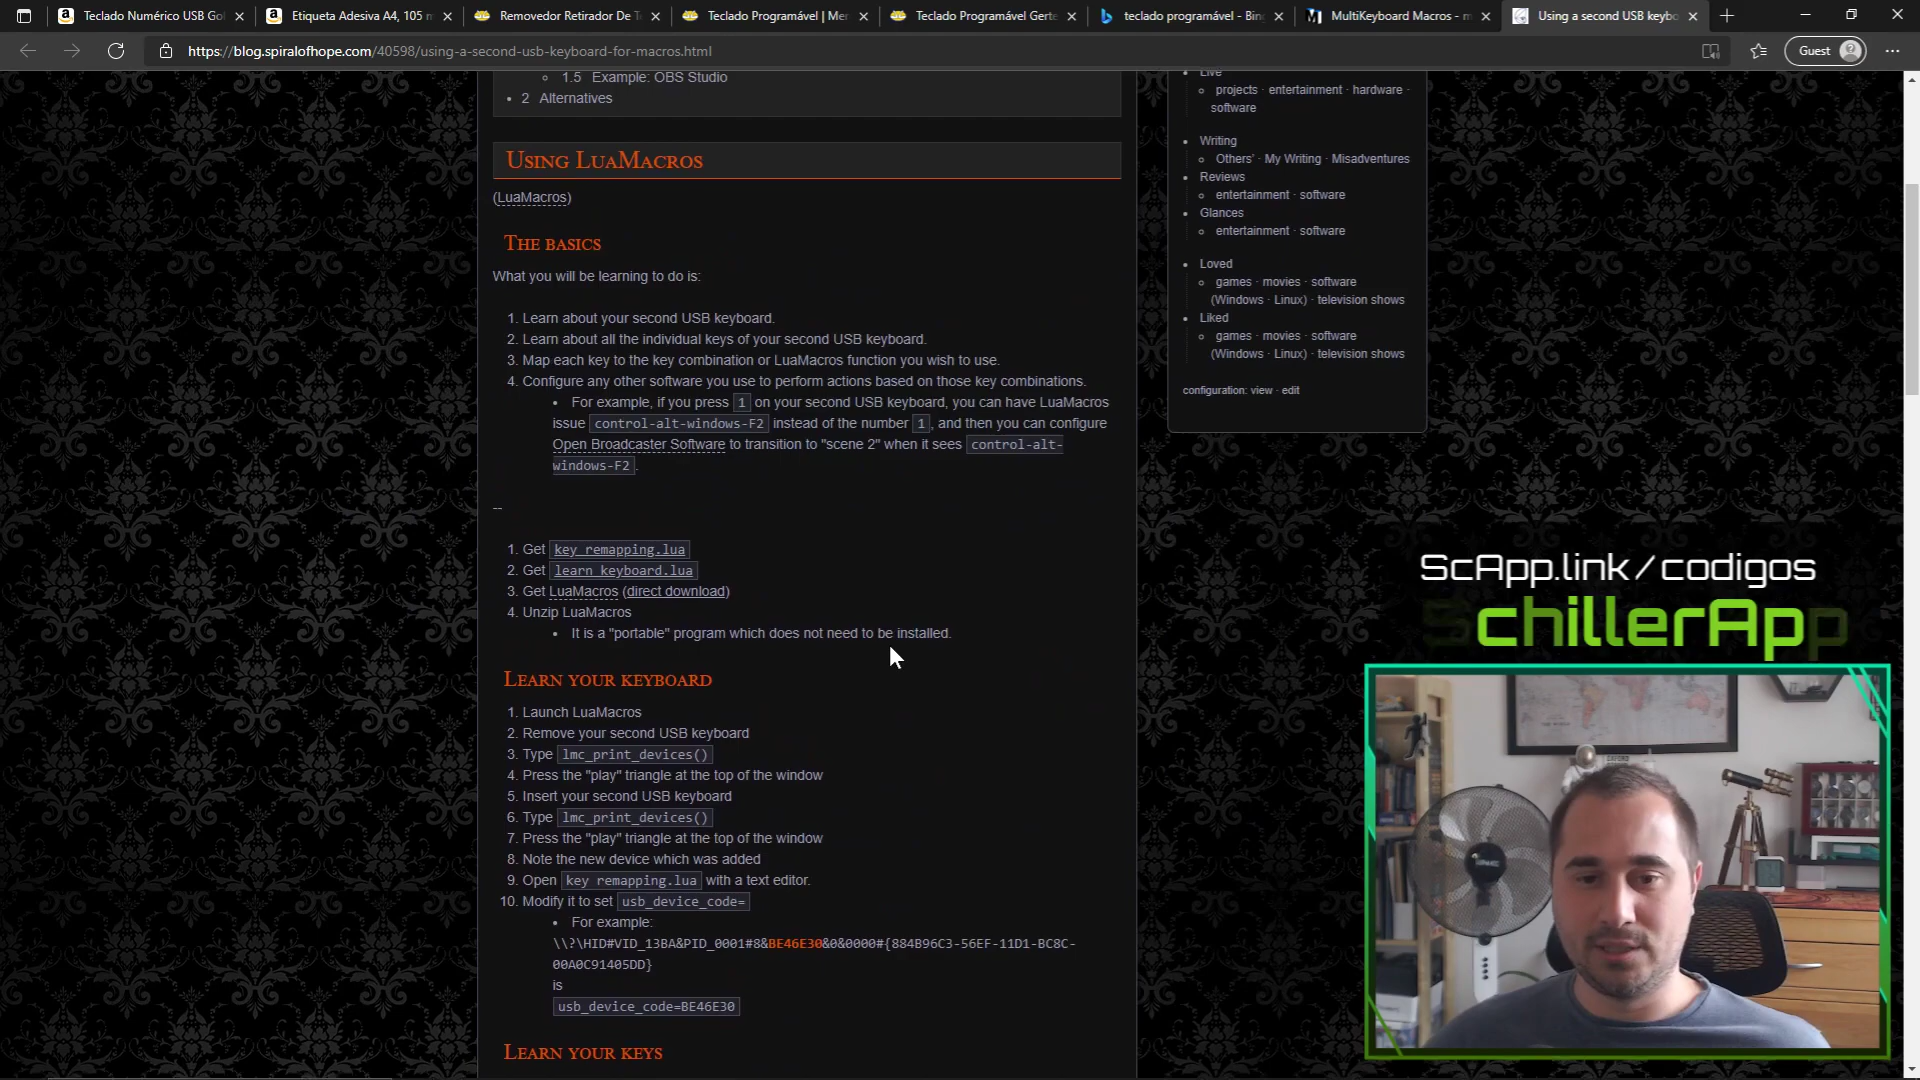 Teclado Numérico USB Gol
Etiqueta Adesiva A4, 105 m
Removedor Retirador De T
Teclado Programável | Mer
Teclado Programável Gerte
teclado programável - Bing
MultiKeyboard Macros - m
Using a second USB keybo
https://blog.spiralofhope.com/40598/using-a-second-usb-keyboard-for-macros.html
Guest
1.5 Example: OBS Studio
2 Alternatives
Using LuaMacros
(LuaMacros)
The basics
What you will be learning to do is:
1. Learn about your second USB keyboard.
2. Learn about all the individual keys of your second USB keyboard.
3. Map each key to the key combination or LuaMacros function you wish to use.
4. Configure any other software you use to perform actions based on those key combinations.
For example, if you press 1 on your second USB keyboard, you can have LuaMacros
issue control-alt-windows-F2 instead of the number 1, and then you can configure
Open Broadcaster Software to transition to "scene 2" when it sees control-alt-
windows-F2.
--
1. Get key remapping.lua
2. Get learn keyboard.lua
3. Get LuaMacros (direct download)
4. Unzip LuaMacros
It is a "portable" program which does not need to be installed.
Learn your keyboard
1. Launch LuaMacros
2. Remove your second USB keyboard
3. Type lmc_print_devices()
4. Press the "play" triangle at the top of the window
5. Insert your second USB keyboard
6. Type lmc_print_devices()
7. Press the "play" triangle at the top of the window
8. Note the new device which was added
9. Open key remapping.lua with a text editor.
10. Modify it to set usb_device_code=
For example:
\\?\HID#VID_13BA&PID_0001#8&BE46E30&0&0000#{884B96C3-56EF-11D1-BC8C-
00A0C91405DD}
is
usb_device_code=BE46E30
Learn your keys
Live
projects · entertainment · hardware ·
software
Writing
Others' · My Writing · Misadventures
Reviews
entertainment · software
Glances
entertainment · software
Loved
games · movies · software
(Windows · Linux) · television shows
Liked
games · movies · software
(Windows · Linux) · television shows
configuration: view · edit
ScApp.link/codigos
SchillerApp